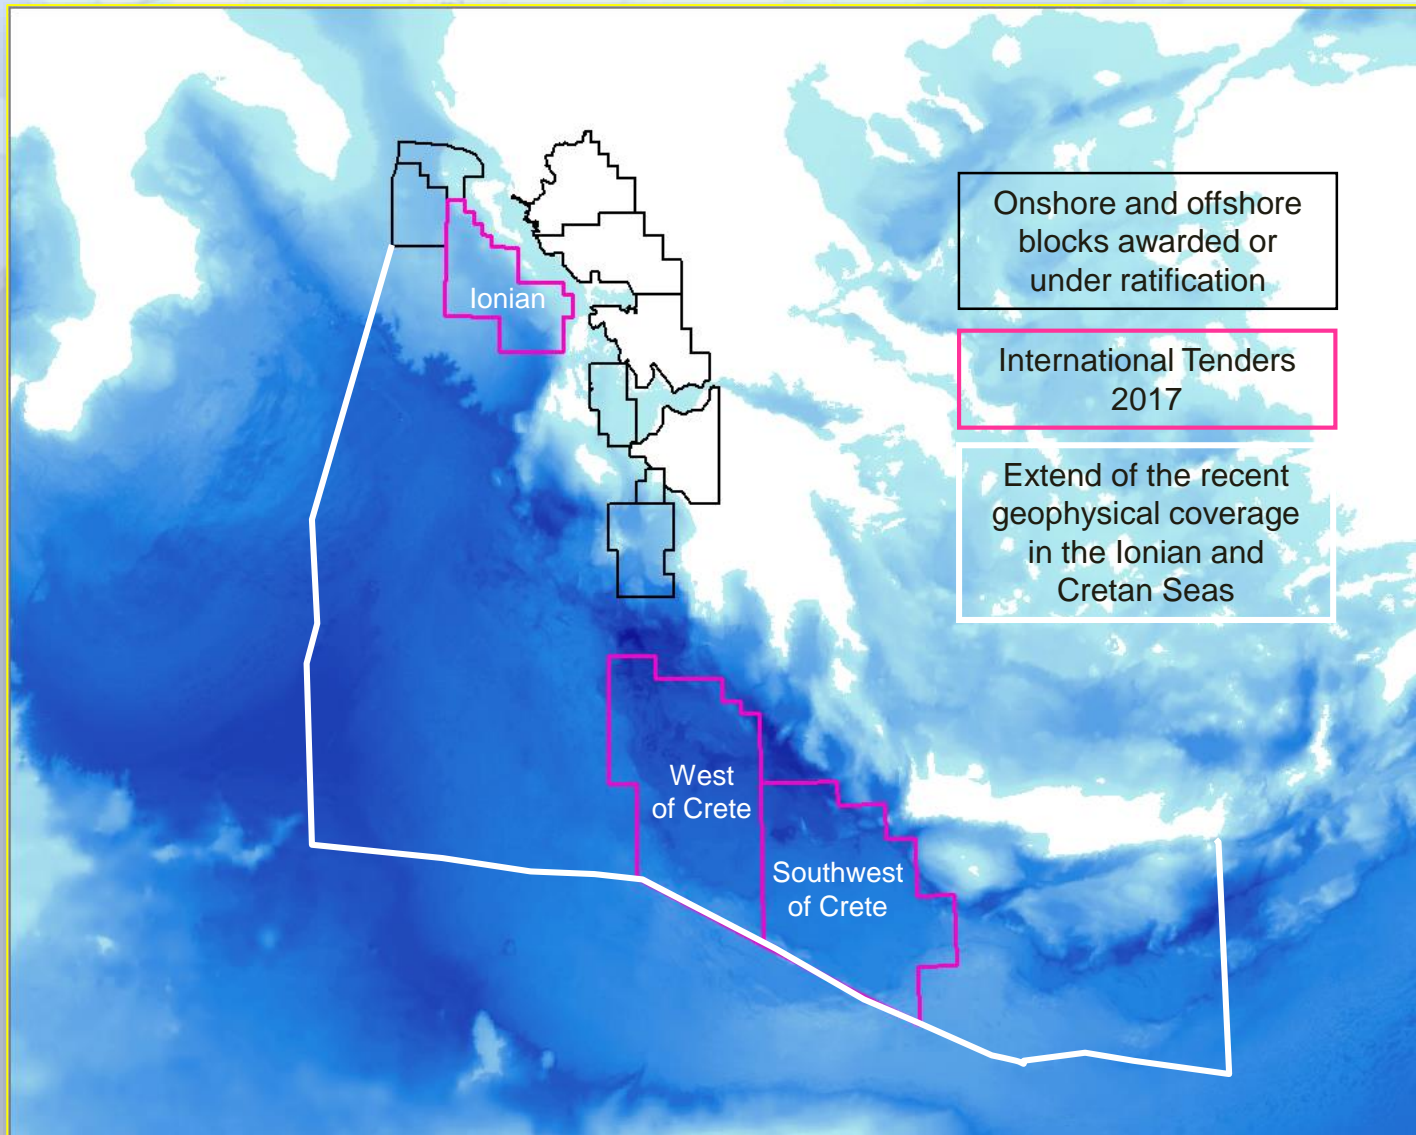 Onshore and offshore
blocks awarded or
under ratification
Ionian
International Tenders
2017
Extend of the recent
geophysical coverage
in the Ionian and
Cretan Seas
West
of Crete
Southwest
of Crete